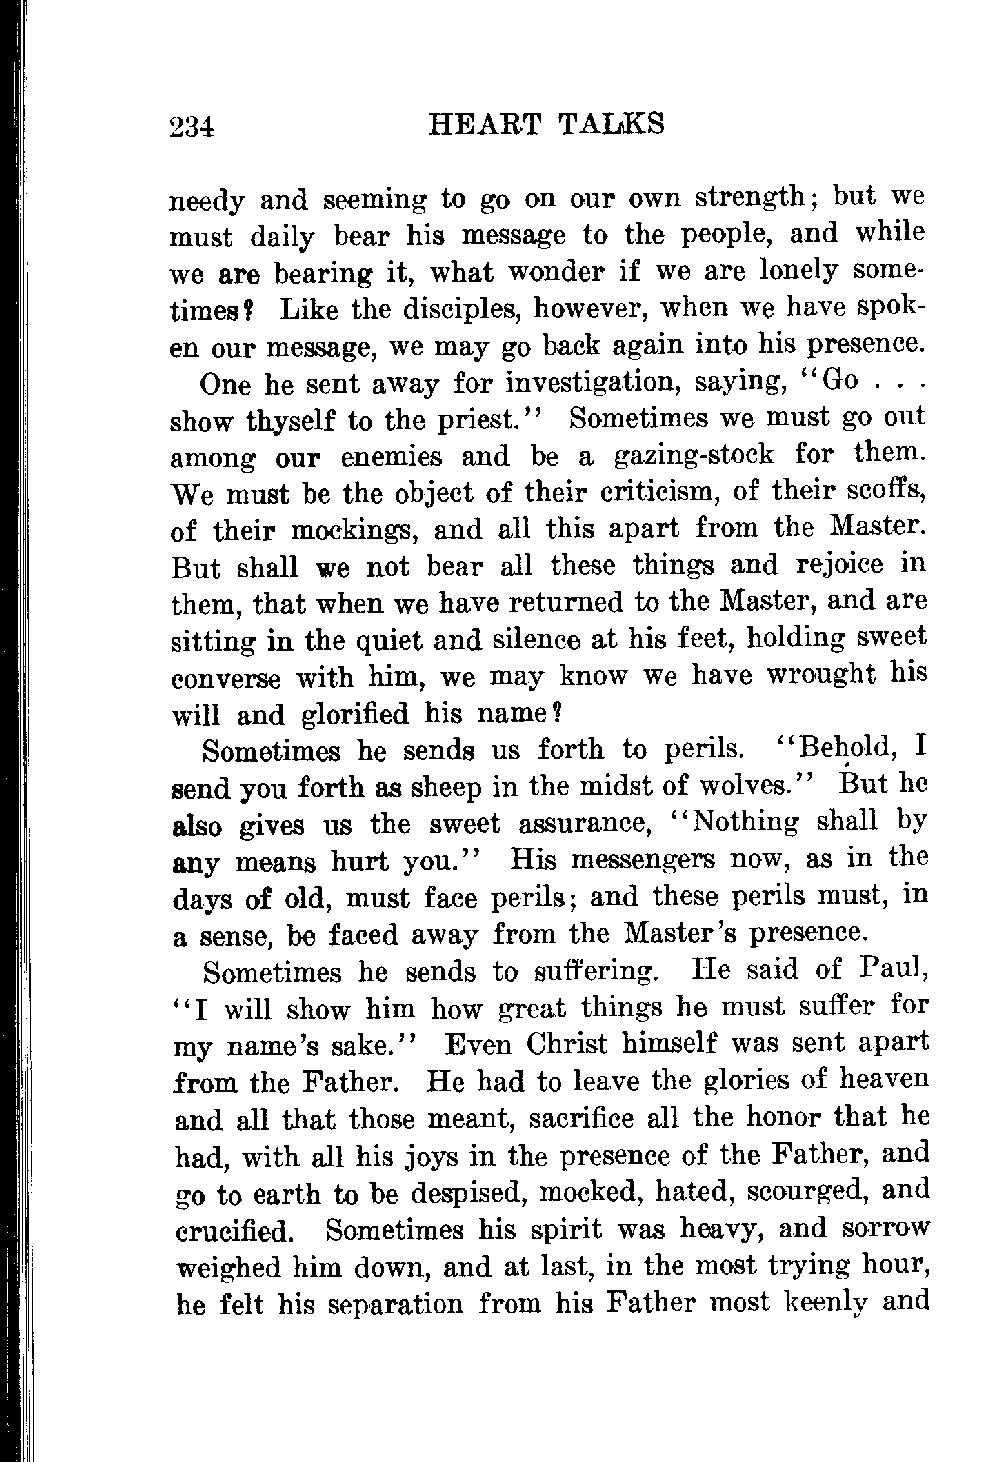 234 HEART TALKS
needy and seeming to go on our own strength; but we
must daily bear his message to the people, and while
we are bearing it, what wonder if we are lonely some-
times? Like the disciples, however, when we have spok-
en our message, we may go back again into his presence.
One he sent away for investigation, saying, "Go . . .
show thyself to the priest." Sometimes we must go out
among our enemies and be a gazing-stock for them.
We must be the object of their criticism, of their scoffs,
of their mockings, and all this apart from the Master.
But shall we not bear all these things and rejoice in
them, that when we have returned to the Master, and are
sitting in the quiet and silence at his feet, holding sweet
converse with him, we may know we have wrought his
will and glorified his name?
Sometimes he sends us forth to perils. "Behold, I
send you forth as sheep in the midst of wolves." But he
also gives us the sweet assurance, "Nothing shall by
any means hurt you." His messengers now, as in the
days of old, must face perils; and these perils must, in
a sense, be faced away from the Master's presence.
Sometimes he sends to suffering. He said of Paul,
"I will show him how great things he must suffer for
my name's sake." Even Christ himself was sent apart
from the Father. He had to leave the glories of heaven
and all that those meant, sacrifice all the honor that he
had, with all his joys in the presence of the Father, and
go to earth to be despised, mocked, hated, scourged, and
crucified. Sometimes his spirit was heavy, and sorrow
weighed him down, and at last, in the most trying hour,
he felt his separation from his Father most keenly and